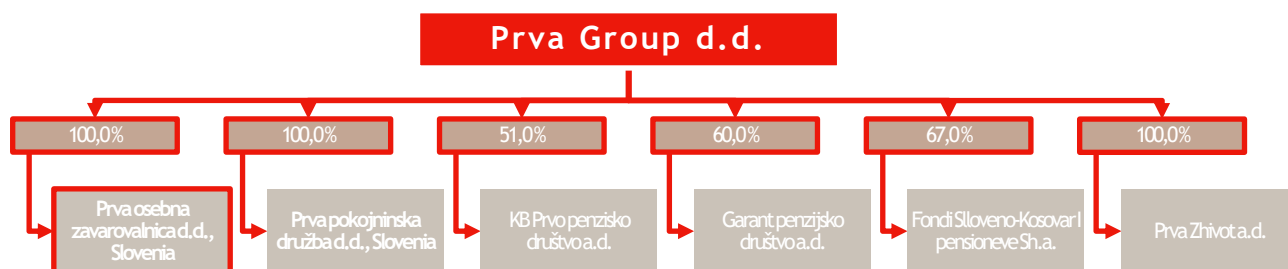 Prva Group d.d.
100,0%
100,0%
51,0%
60,0%
67,0%
100,0%
Prva osebna
zavarovalnica d.d.,
Slovenia
Prva pokojninska
družba d.d., Slovenia
KB Prvo penzisko
društvo a.d.
Garant penzijsko
društvo a.d.
Fondi Slloveno-Kosovar I
pensioneve Sh.a.
Prva Zhivot a.d.